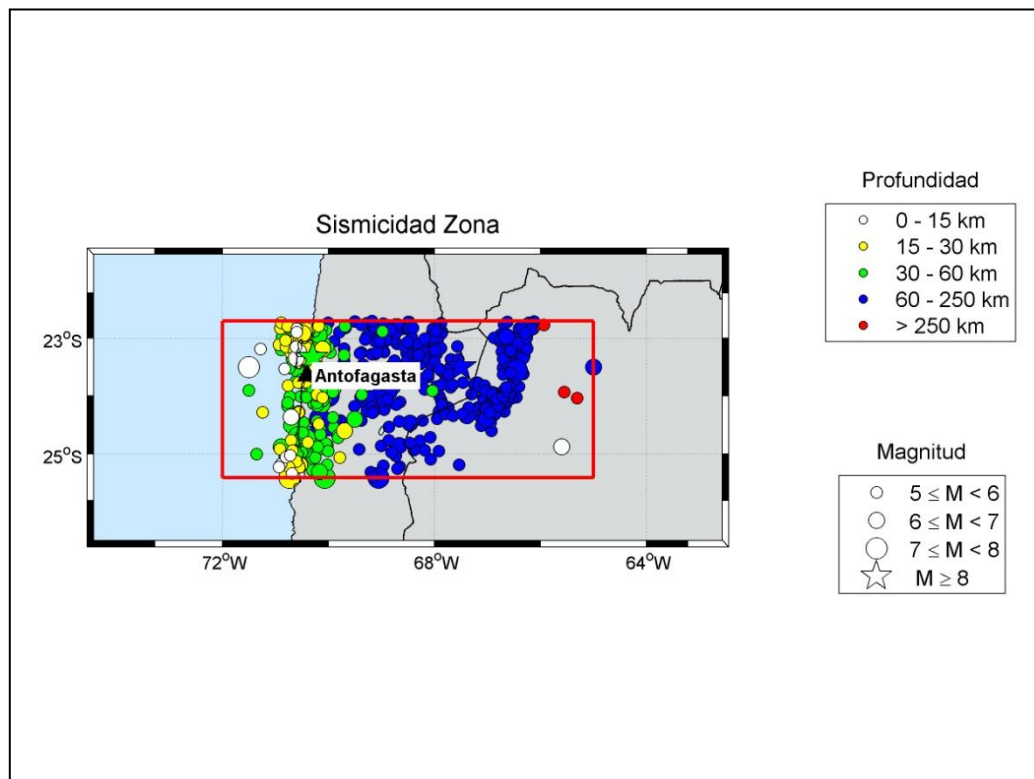 Sismicidad Zona
23°S
25°S
72°W
68°W
64°W
Antofagasta
Profundidad
0 - 15 km
15 - 30 km
30 - 60 km
60 - 250 km
> 250 km
Magnitud
5 ≤ M < 6
6 ≤ M < 7
7 ≤ M < 8
M ≥ 8